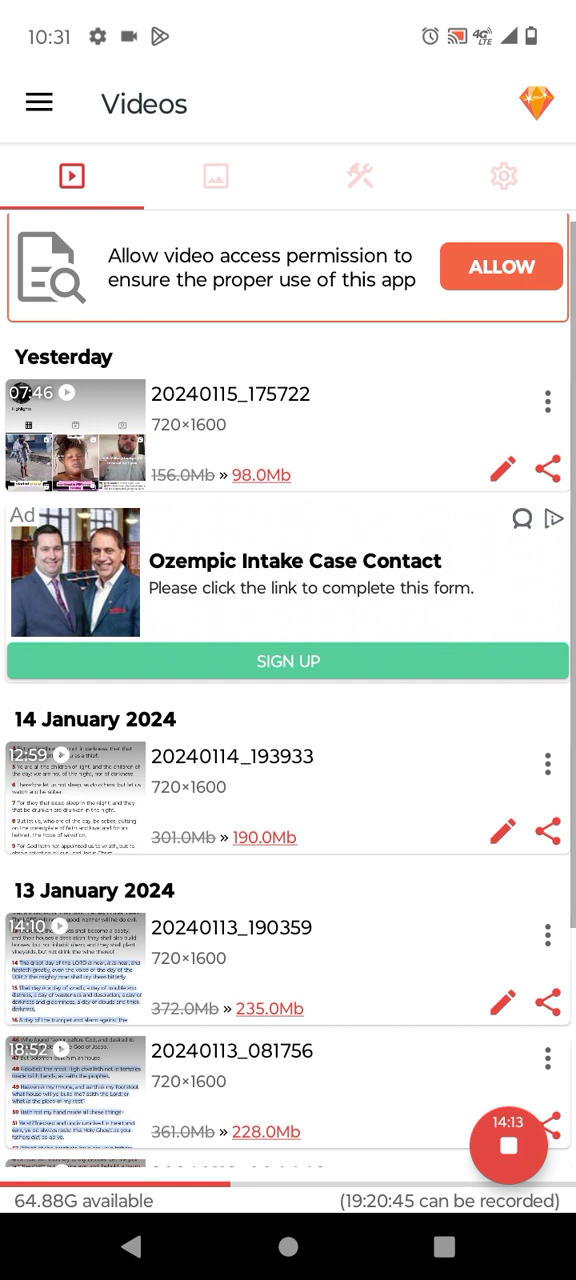 10:31
4G
LTE
Videos
Allow video access permission to
ensure the proper use of this app
ALLOW
Yesterday
07:46
20240115_175722
720×1600
156.0Mb » 98.0Mb
Ad
Ozempic Intake Case Contact
Please click the link to complete this form.
SIGN UP
14 January 2024
12:59
20240114_193933
720×1600
301.0Mb » 190.0Mb
13 January 2024
14:10
20240113_190359
720×1600
372.0Mb » 235.0Mb
18:52
20240113_081756
720×1600
361.0Mb » 228.0Mb
14:13
64.88G available
(19:20:45 can be recorded)